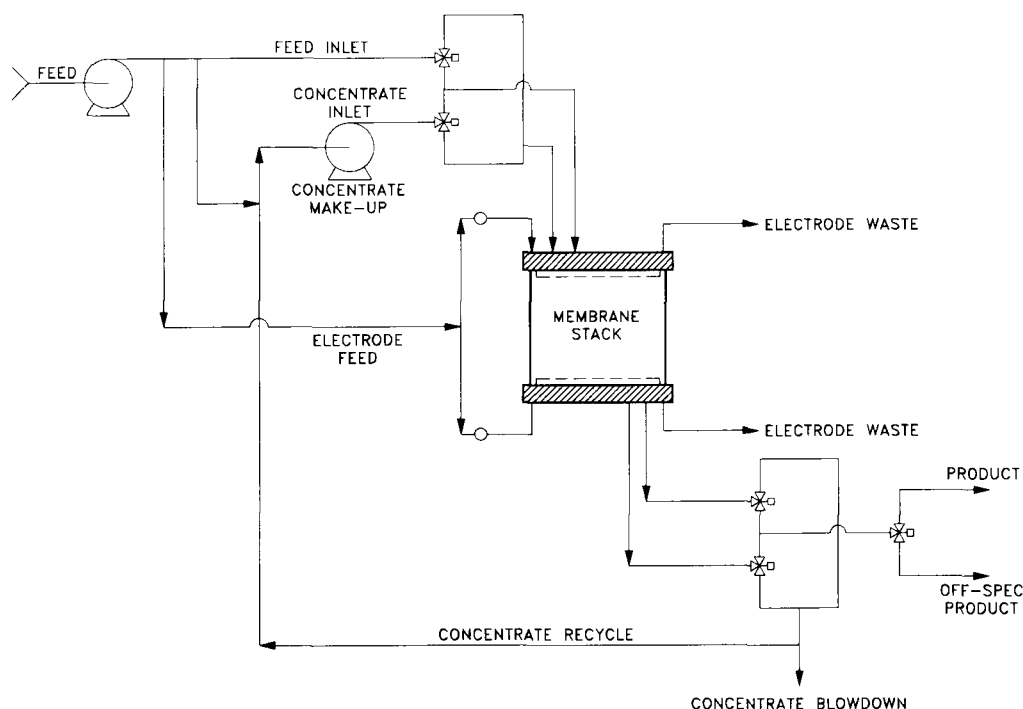 FEED INLET
FEED
CONCENTRATE
INLET
CONCENTRATE
MAKE-UP
ELECTRODE WASTE
MEMBRANE
STACK
ELECTRODE
FEED
ELECTRODE WASTE
PRODUCT
OFF-SPEC
PRODUCT
CONCENTRATE RECYCLE
CONCENTRATE BLOWDOWN